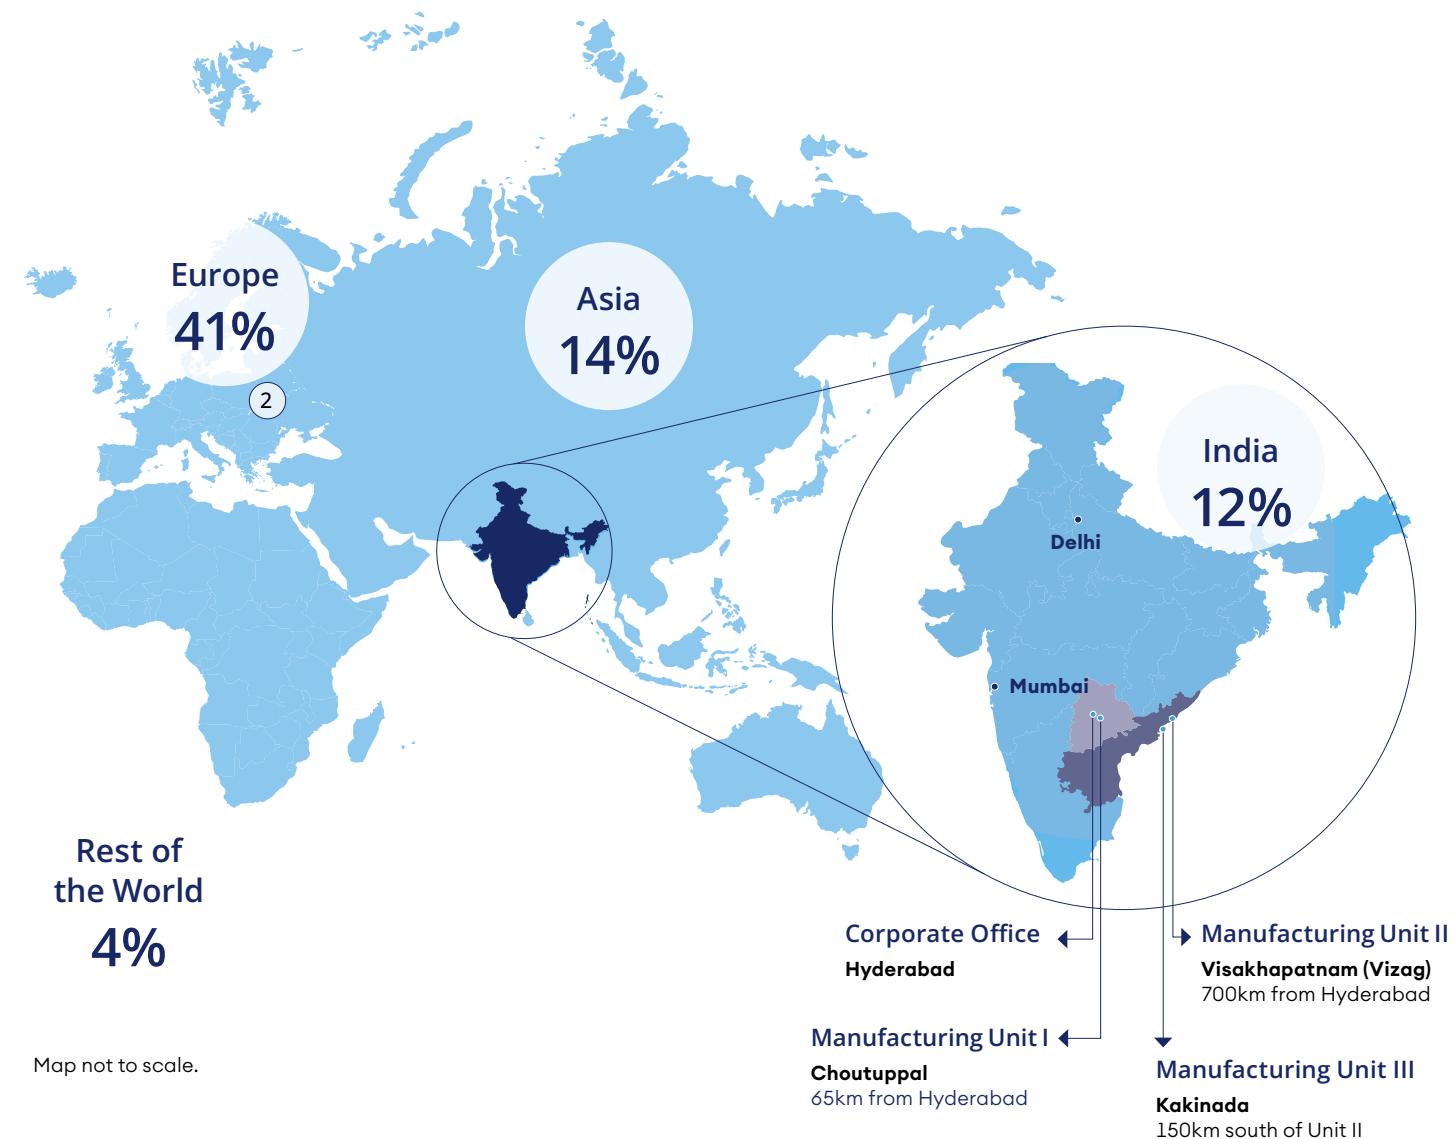 Europe
41%
2
Asia
14%
India
12%
Delhi
Mumbai
Rest of
the World
4%
Corporate Office
Hyderabad
Manufacturing Unit II
Visakhapatnam (Vizag)
700km from Hyderabad
Manufacturing Unit I
Choutuppal
65km from Hyderabad
Manufacturing Unit III
Kakinada
150km south of Unit II
Map not to scale.